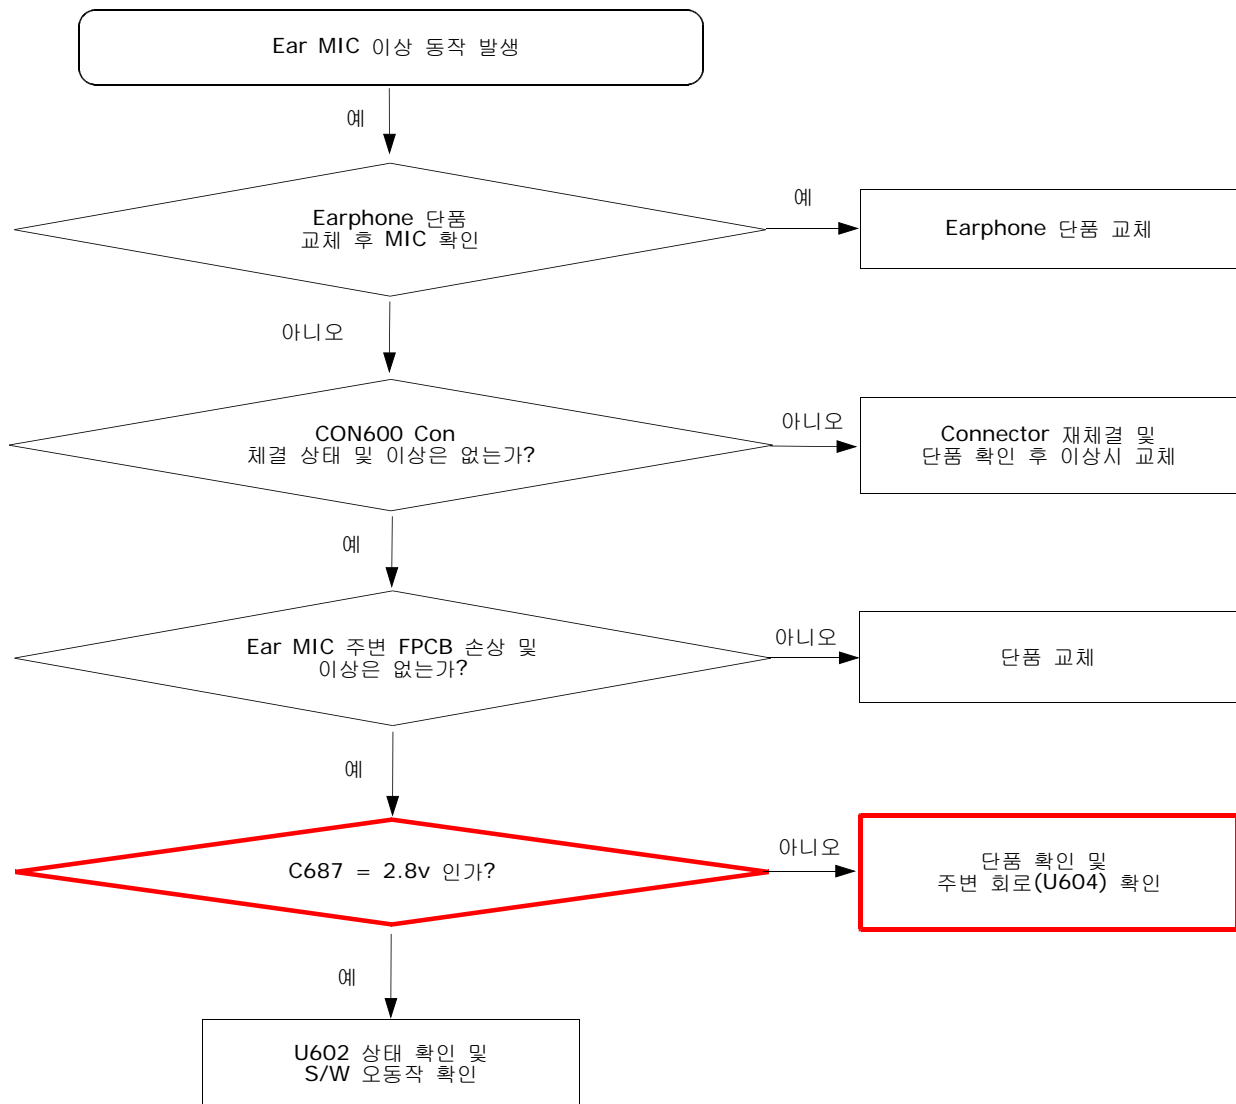 Ear MIC 이상 동작 발생
예
Earphone 단품
교체 후 MIC 확인
예
Earphone 단품 교체
아니오
CON600 Con
체결 상태 및 이상은 없는가?
아니오
Connector 재체결 및
단품 확인 후 이상시 교체
예
Ear MIC 주변 FPCB 손상 및
이상은 없는가?
아니오
단품 교체
예
C687 = 2.8v 인가?
아니오
단품 확인 및
주변 회로(U604) 확인
예
U602 상태 확인 및
S/W 오동작 확인